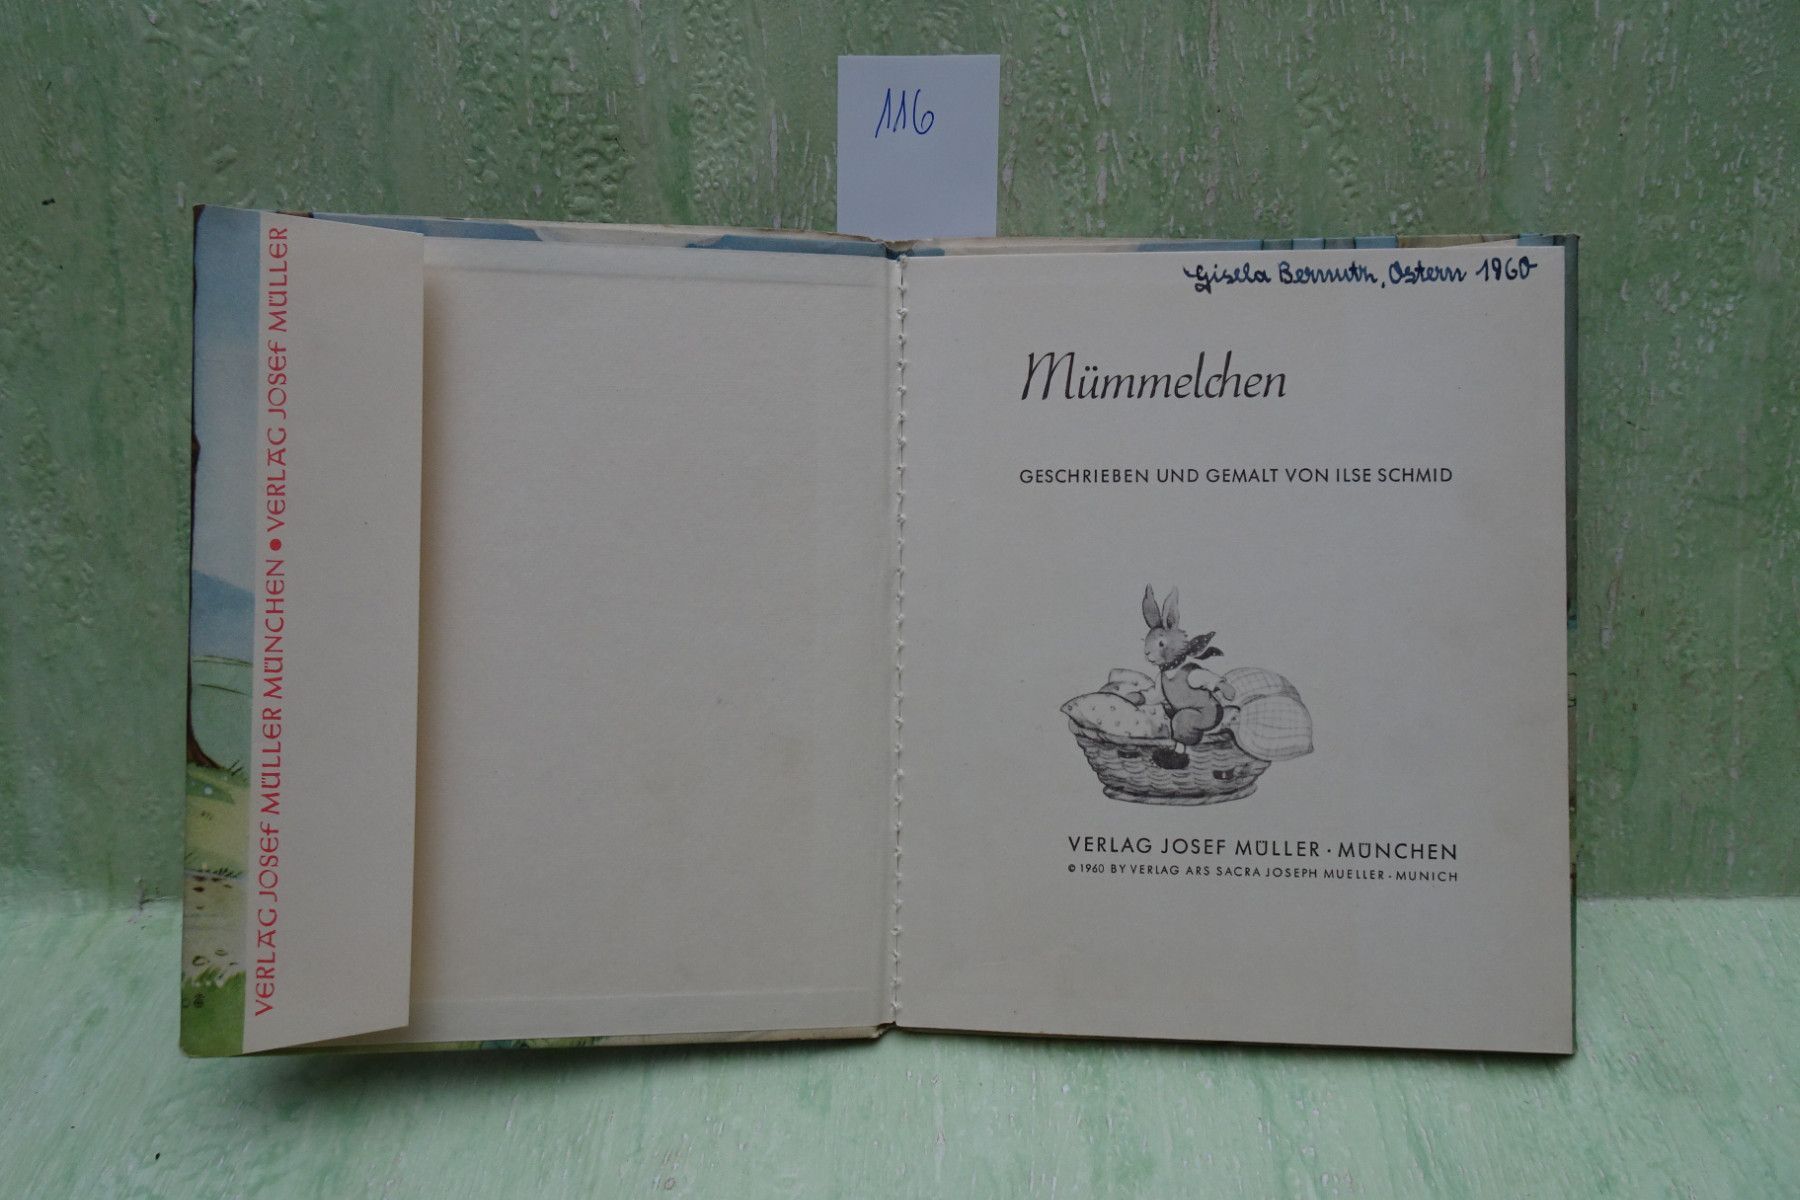 116
VERLAG JOSEF MÜLLER MÜNCHEN • VERLAG JOSEF MÜLLER
Gisela Bermuth, Ostern 1960
Mümmelchen
GESCHRIEBEN UND GEMALT VON ILSE SCHMID
VERLAG JOSEF MÜLLER · MÜNCHEN
© 1960 BY VERLAG ARS SACRA JOSEPH MUELLER · MUNICH